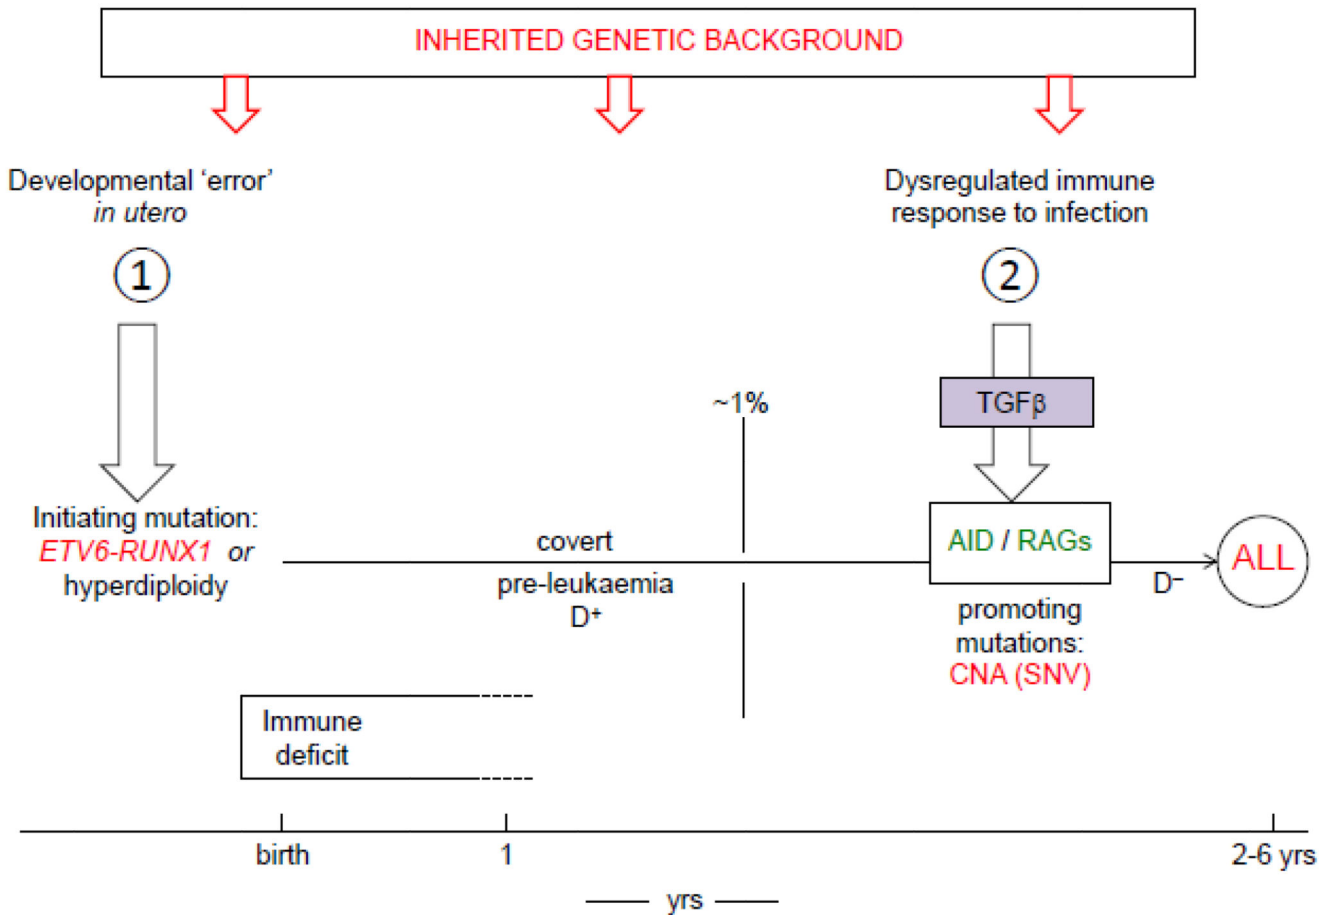 INHERITED GENETIC BACKGROUND
Developmental ‘error’
in utero
1
Dysregulated immune
response to infection
2
TGFβ
~1%
Initiating mutation:
ETV6-RUNX1 or
hyperdiploidy
covert
pre-leukaemia
D+
AID / RAGs
D–
ALL
promoting
mutations:
CNA (SNV)
Immune
deficit
birth
1
2-6 yrs
yrs